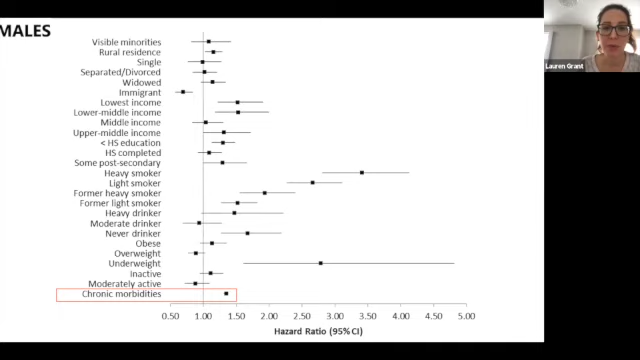 MALES
Visible minorities
Rural residence
Single
Separated/Divorced
Widowed
Immigrant
Lowest income
Lower-middle income
Middle income
Upper-middle income
< HS education
HS completed
Some post-secondary
Heavy smoker
Light smoker
Former heavy smoker
Former light smoker
Heavy drinker
Moderate drinker
Never drinker
Obese
Overweight
Underweight
Inactive
Moderately active
Chronic morbidities
0.50 1.00 1.50 2.00 2.50 3.00 3.50 4.00 4.50 5.00
Hazard Ratio (95% CI)
Lauren Grant